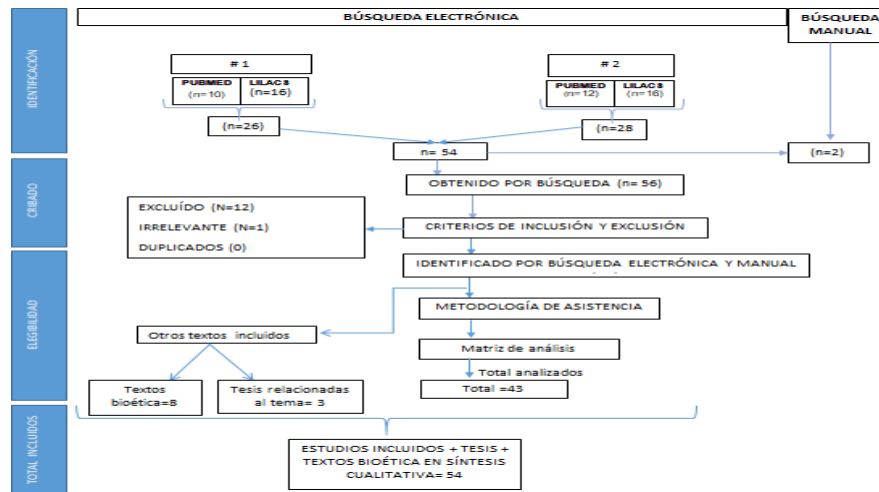 BÚSQUEDA ELECTRÓNICA
BÚSQUEDA
MANUAL
IDENTIFICACIÓN
# 1
# 2
PUBMED
(n=10)
LILACS
(n=16)
PUBMED
(n=12)
LILACS
(n=16)
(n=26)
(n=28
n= 54
(n=2)
CRIBADO
OBTENIDO POR BÚSQUEDA (n= 56)
EXCLUÍDO (N=12)
IRRELEVANTE (N=1)
DUPLICADOS (0)
CRITERIOS DE INCLUSIÓN Y EXCLUSIÓN
ELEGIBILIDAD
IDENTIFICADO POR BÚSQUEDA ELECTRÓNICA Y MANUAL
METODOLOGÍA DE ASISTENCIA
Otros textos incluidos
Matriz de análisis
Total analizados
Textos
bioética=8
Tesis relacionadas
al tema= 3
Total =43
TOTAL INCLUIDOS
ESTUDIOS INCLUIDOS + TESIS +
TEXTOS BIOÉTICA EN SÍNTESIS
CUALITATIVA= 54